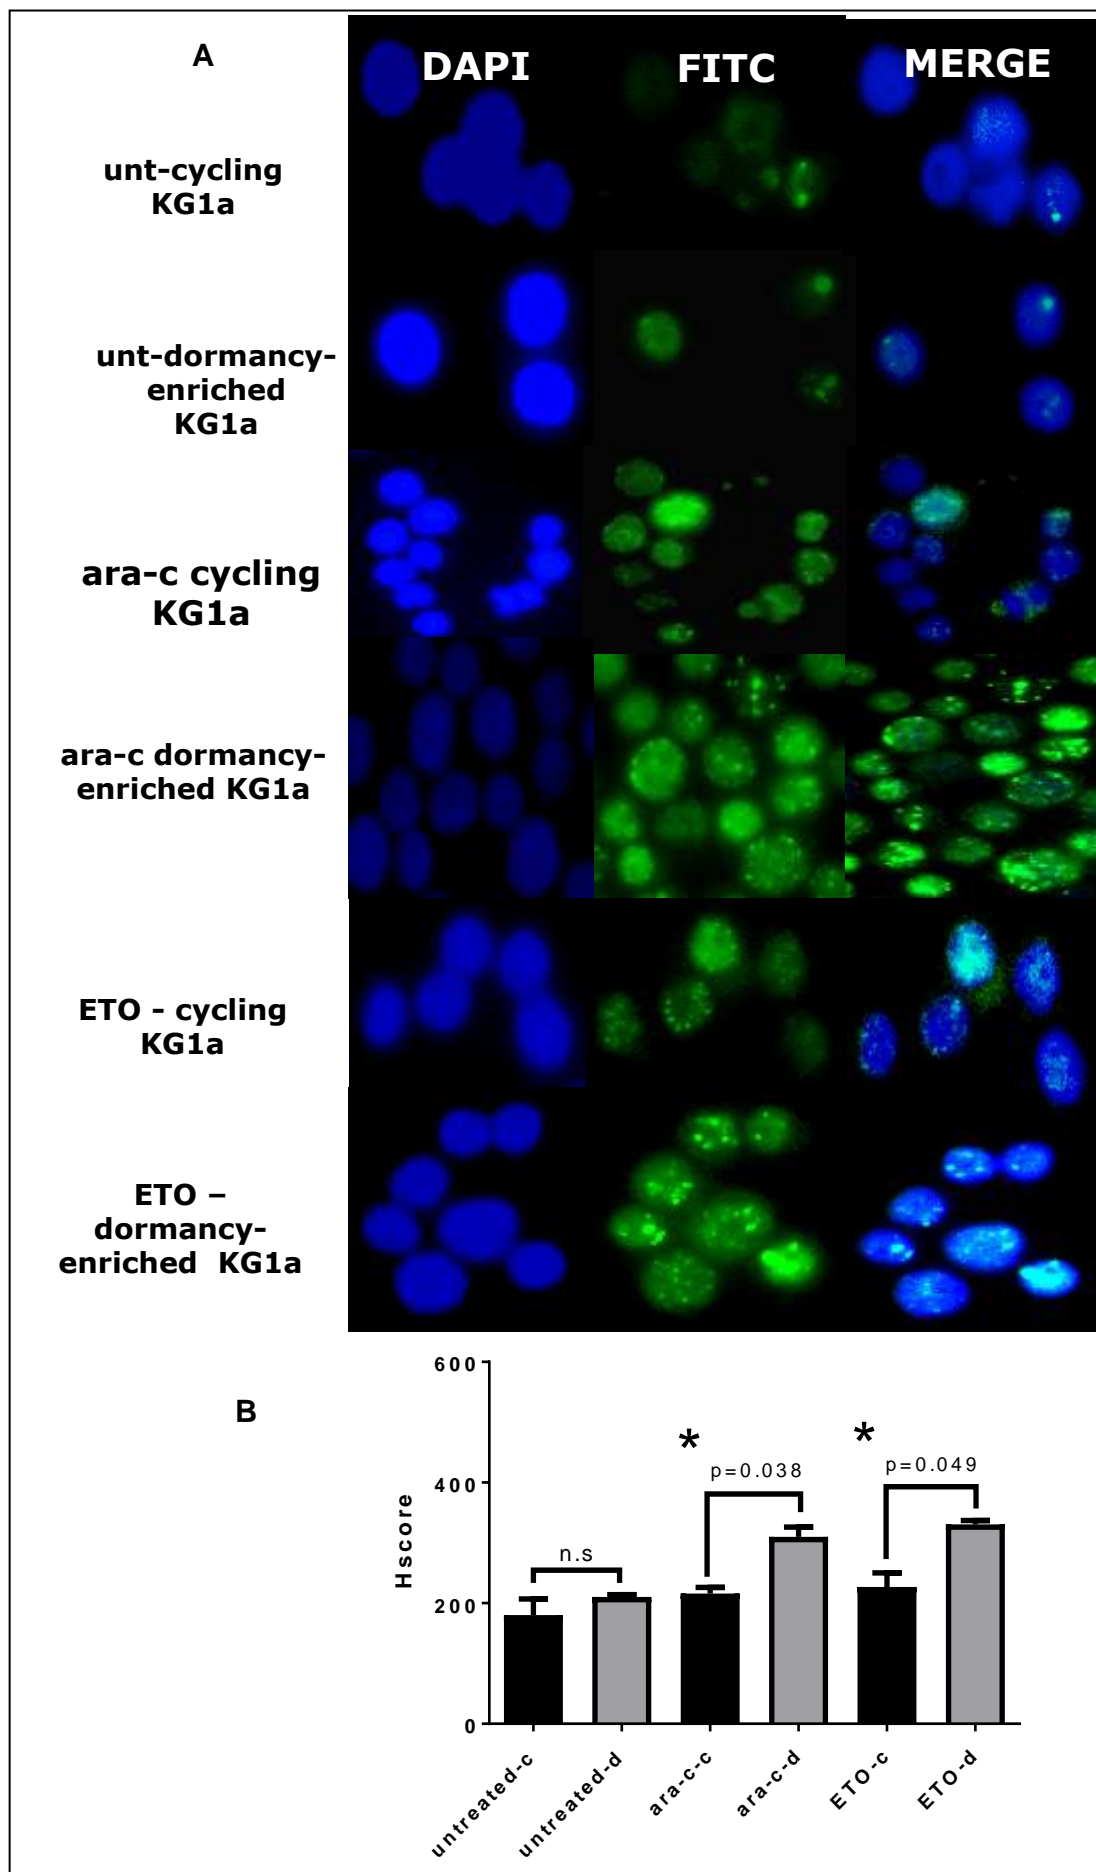 A
DAPI
FITC
MERGE
unt-cycling
KG1a
unt-dormancy-
enriched
KG1a
ara-c cycling
KG1a
ara-c dormancy-
enriched KG1a
ETO - cycling
KG1a
ETO –
dormancy-
enriched KG1a
B
Hscore
600
400
200
0
n.s
*
p=0.038
*
p=0.049
untreated-c
untreated-d
ara-c-c
ara-c-d
ETO-c
ETO-d